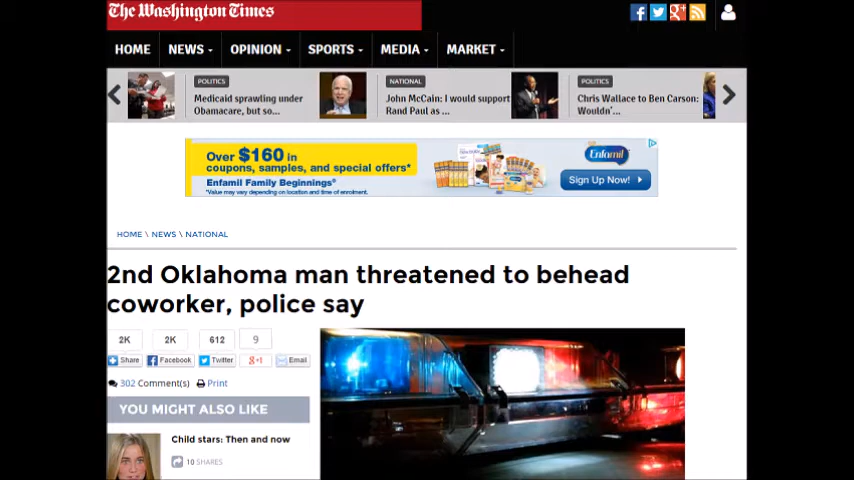 The Washington Times
HOME NEWS OPINION SPORTS MEDIA MARKET
POLITICS
Medicaid sprawling under
Obamacare, but so...
NATIONAL
John McCain: I would support
Rand Paul as ...
POLITICS
Chris Wallace to Ben Carson:
Wouldn'...
Over $160 in
coupons, samples, and special offers*
Enfamil Family Beginnings®
*Value may vary depending on location and time of enrolment.
Enfamil
Sign Up Now!
HOME \ NEWS \ NATIONAL
2nd Oklahoma man threatened to behead
coworker, police say
2K 2K 612 9
Share Facebook Twitter +1 Email
302 Comment(s) Print
YOU MIGHT ALSO LIKE
Child stars: Then and now
10 SHARES